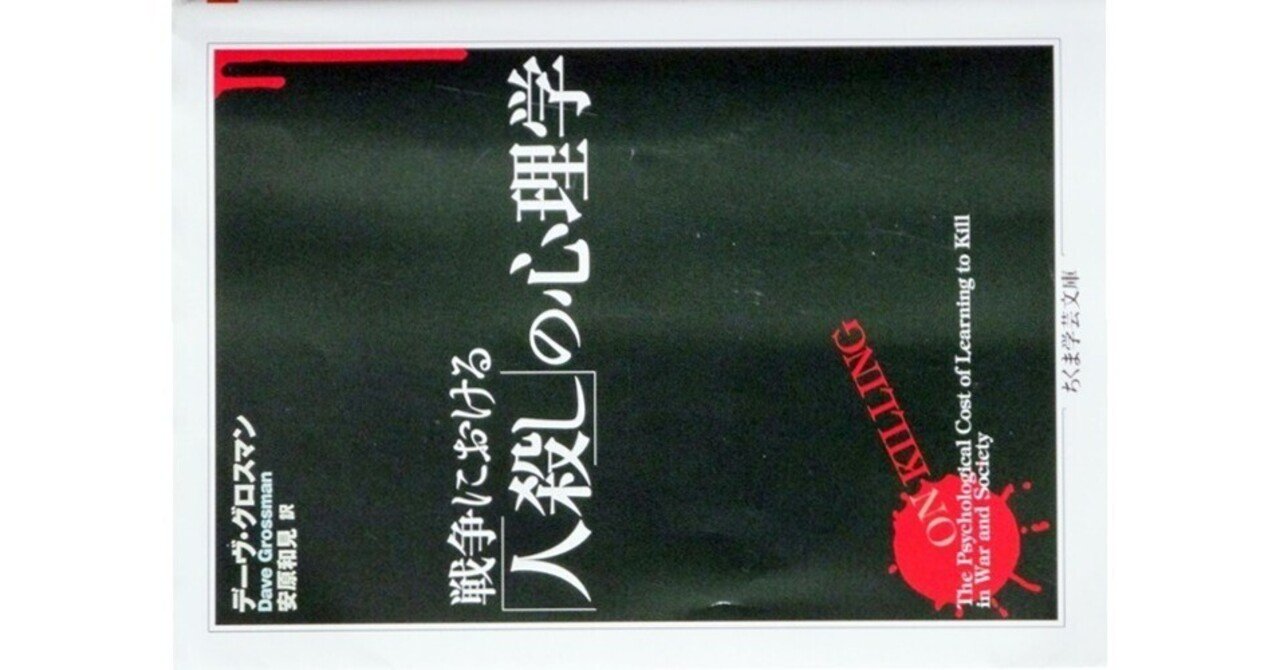 デーヴ・グロスマン
Dave Grossman
安原和見 訳
戦争における
「人殺し」の心理学
ON KILLING
The Psychological Cost of Learning to Kill
in War and Society
ちくま学芸文庫